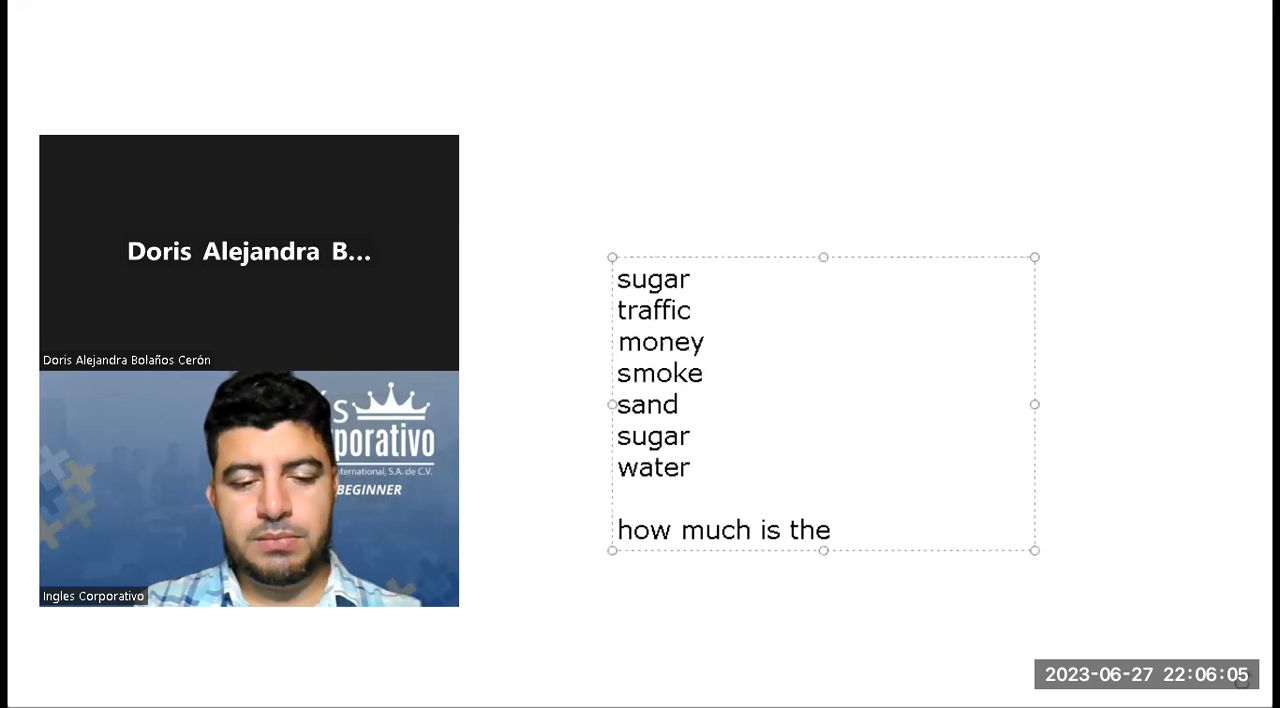 Doris Alejandra B...
Doris Alejandra Bolaños Cerón
s
porativo
nternational, S.A. de C.V.
BEGINNER
Ingles Corporativo
sugar
traffic
money
smoke
sand
sugar
water
how much is the
2023-06-27 22:06:05